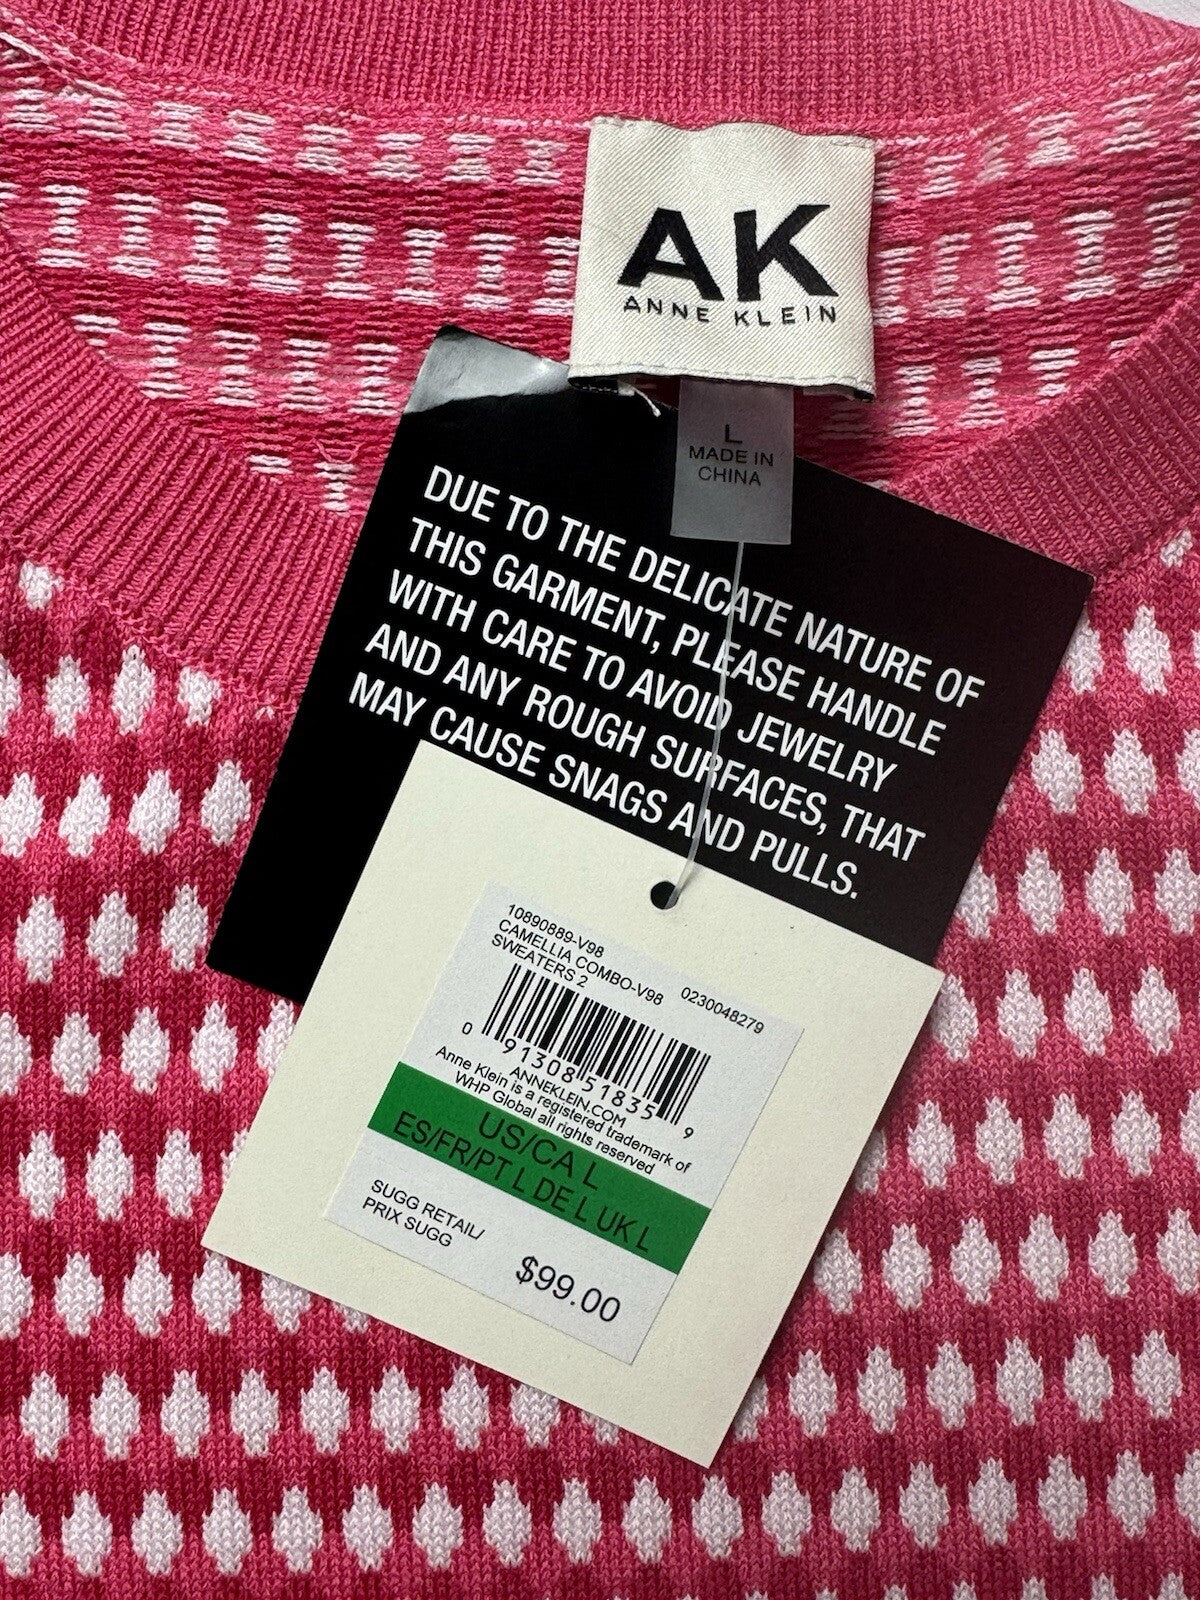 AK
ANNE KLEIN
L
MADE IN
CHINA
DUE TO THE DELICATE NATURE OF
THIS GARMENT, PLEASE HANDLE
WITH CARE TO AVOID JEWELRY
AND ANY ROUGH SURFACES, THAT
MAY CAUSE SNAGS AND PULLS.
10890889-V98
CAMELLIA COMBO-V98
SWEATERS 2
0230048279
0 91308 51835 9
ANNEKLEIN.COM
Anne Klein is a registered trademark of
WHP Global all rights reserved
US/CA L
ES/FR/PT L DE L UK L
SUGG RETAIL/
PRIX SUGG
$99.00